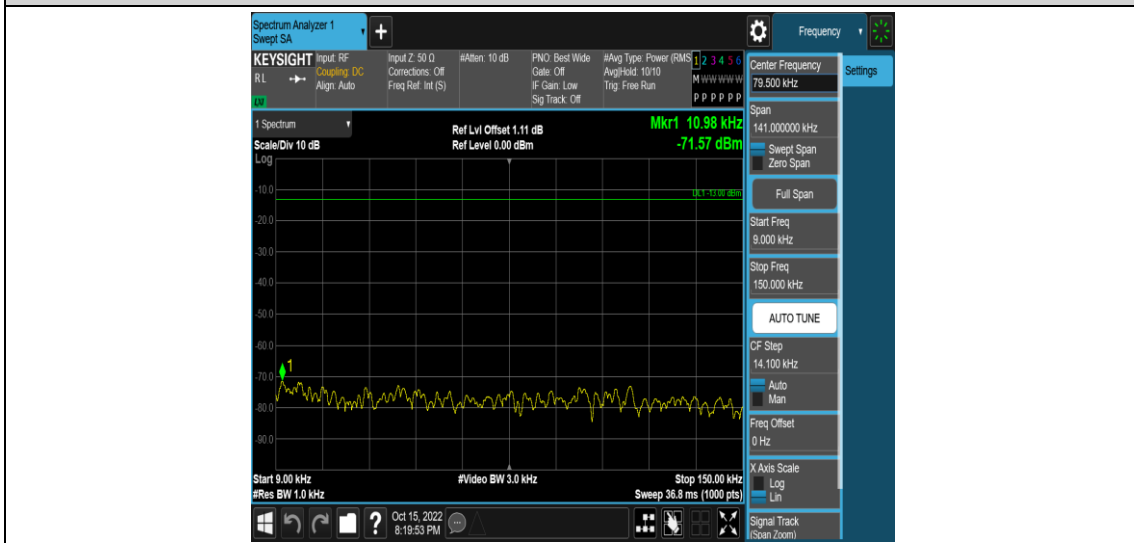 Spectrum Analyzer 1
Swept SA
+
Frequency
KEYSIGHT
RL
LXI
Input: RF
Coupling: DC
Align: Auto
Input Z: 50 Ω
Corrections: Off
Freq Ref: Int (S)
#Atten: 10 dB
PNO: Best Wide
Gate: Off
IF Gain: Low
Sig Track: Off
#Avg Type: Power (RMS
Avg|Hold: 10/10
Trig: Free Run
1 2 3 4 5 6
M W W W W W
P P P P P P
Center Frequency
79.500 kHz
Settings
1 Spectrum
Scale/Div 10 dB
Log
Ref Lvl Offset 1.11 dB
Ref Level 0.00 dBm
Mkr1 10.98 kHz
-71.57 dBm
DL1 -13.00 dBm
-10.0
-20.0
-30.0
-40.0
-50.0
-60.0
-70.0
-80.0
-90.0
1
Start 9.00 kHz
#Res BW 1.0 kHz
#Video BW 3.0 kHz
Stop 150.00 kHz
Sweep 36.8 ms (1000 pts)
Span
141.000000 kHz
Swept Span
Zero Span
Full Span
Start Freq
9.000 kHz
Stop Freq
150.000 kHz
AUTO TUNE
CF Step
14.100 kHz
Auto
Man
Freq Offset
0 Hz
X Axis Scale
Log
Lin
Signal Track
(Span Zoom)
?
Oct 15, 2022
8:19:53 PM